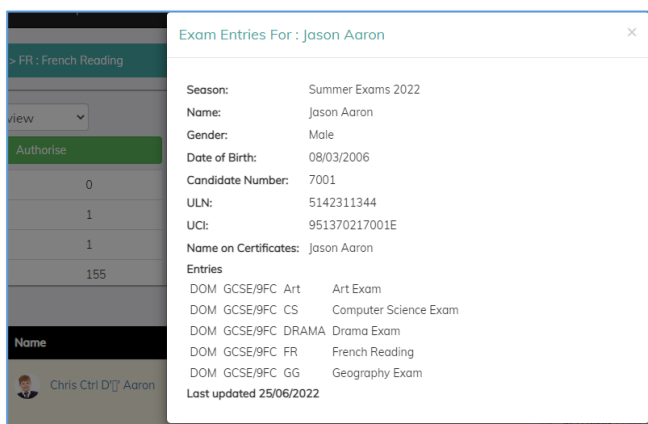 Exam Entries For : Jason Aaron ×
> FR : French Reading
view
Authorise
0
1
1
155
Name
Chris Ctrl D' Aaron
Season: Summer Exams 2022
Name: Jason Aaron
Gender: Male
Date of Birth: 08/03/2006
Candidate Number: 7001
ULN: 5142311344
UCI: 951370217001E
Name on Certificates: Jason Aaron
Entries
DOM GCSE/9FC Art Art Exam
DOM GCSE/9FC CS Computer Science Exam
DOM GCSE/9FC DRAMA Drama Exam
DOM GCSE/9FC FR French Reading
DOM GCSE/9FC GG Geography Exam
Last updated 25/06/2022